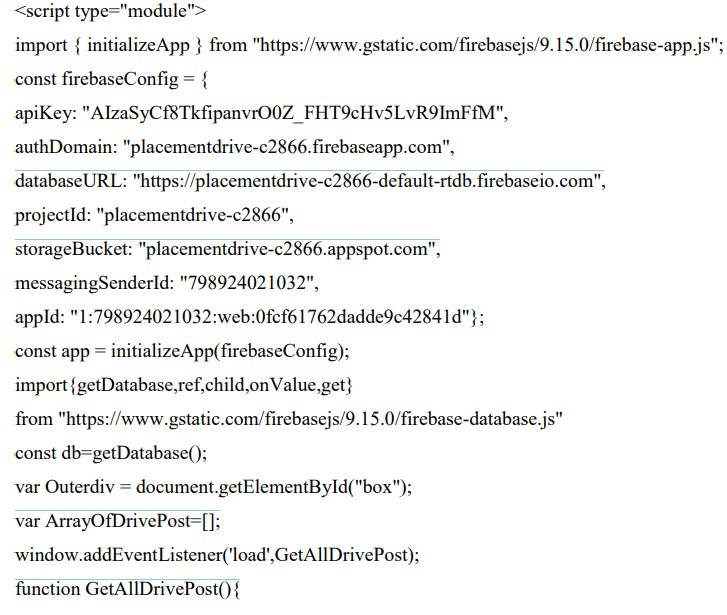 <script type="module">
import { initializeApp } from "https://www.gstatic.com/firebasejs/9.15.0/firebase-app.js";
const firebaseConfig = {
apiKey: "AIzaSyCf8TkfipanvrO0Z_FHT9cHv5LvR9ImFfM",
authDomain: "placementdrive-c2866.firebaseapp.com",
databaseURL: "https://placementdrive-c2866-default-rtdb.firebaseio.com",
projectId: "placementdrive-c2866",
storageBucket: "placementdrive-c2866.appspot.com",
messagingSenderId: "798924021032",
appId: "1:798924021032:web:0fcf61762dadde9c42841d"};
const app = initializeApp(firebaseConfig);
import{getDatabase,ref,child,onValue,get}
from "https://www.gstatic.com/firebasejs/9.15.0/firebase-database.js"
const db=getDatabase();
var Outerdiv = document.getElementById("box");
var ArrayOfDrivePost=[];
window.addEventListener('load',GetAllDrivePost);
function GetAllDrivePost(){